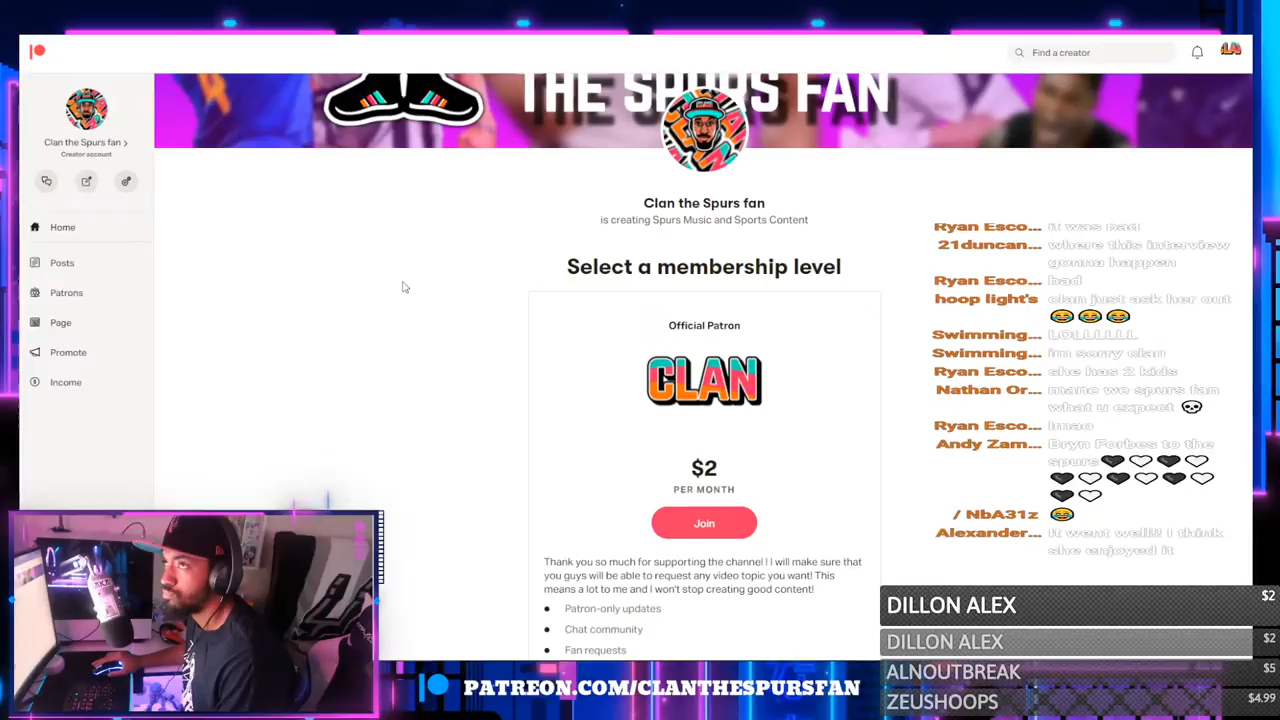 Find a creator
THE SPURS FAN
Clan the Spurs fan
Creator account
Home
Posts
Patrons
Page
Promote
Income
Clan the Spurs fan
is creating Spurs Music and Sports Content
Select a membership level
Official Patron
CLAN
$2
PER MONTH
Join
Thank you so much for supporting the channel ! I will make sure that
you guys will be able to request any video topic you want! This
means a lot to me and I won't stop creating good content!
Patron-only updates
Chat community
Fan requests
Ryan Esco... it was bad
21duncan... where this interview
gonna happen
Ryan Esco... bad
hoop light's clan just ask her out
😂😂😂
Swimming... LOLLLLLL
Swimming... im sorry clan
Ryan Esco... she has 2 kids
Nathan Or... mane we spurs fan
what u expect 💀
Ryan Esco... lmao
Andy Zam... Bryn Forbes to the
spurs🖤🤍🖤🤍
🖤🤍🖤🤍🖤🤍
🖤🤍
/ NbA31z 😂
Alexander... It went well!! I think
she enjoyed it
DILLON ALEX $2
DILLON ALEX $2
ALNOUTBREAK $5
ZEUSHOOPS $4.99
PATREON.COM/CLANTHESPURSFAN